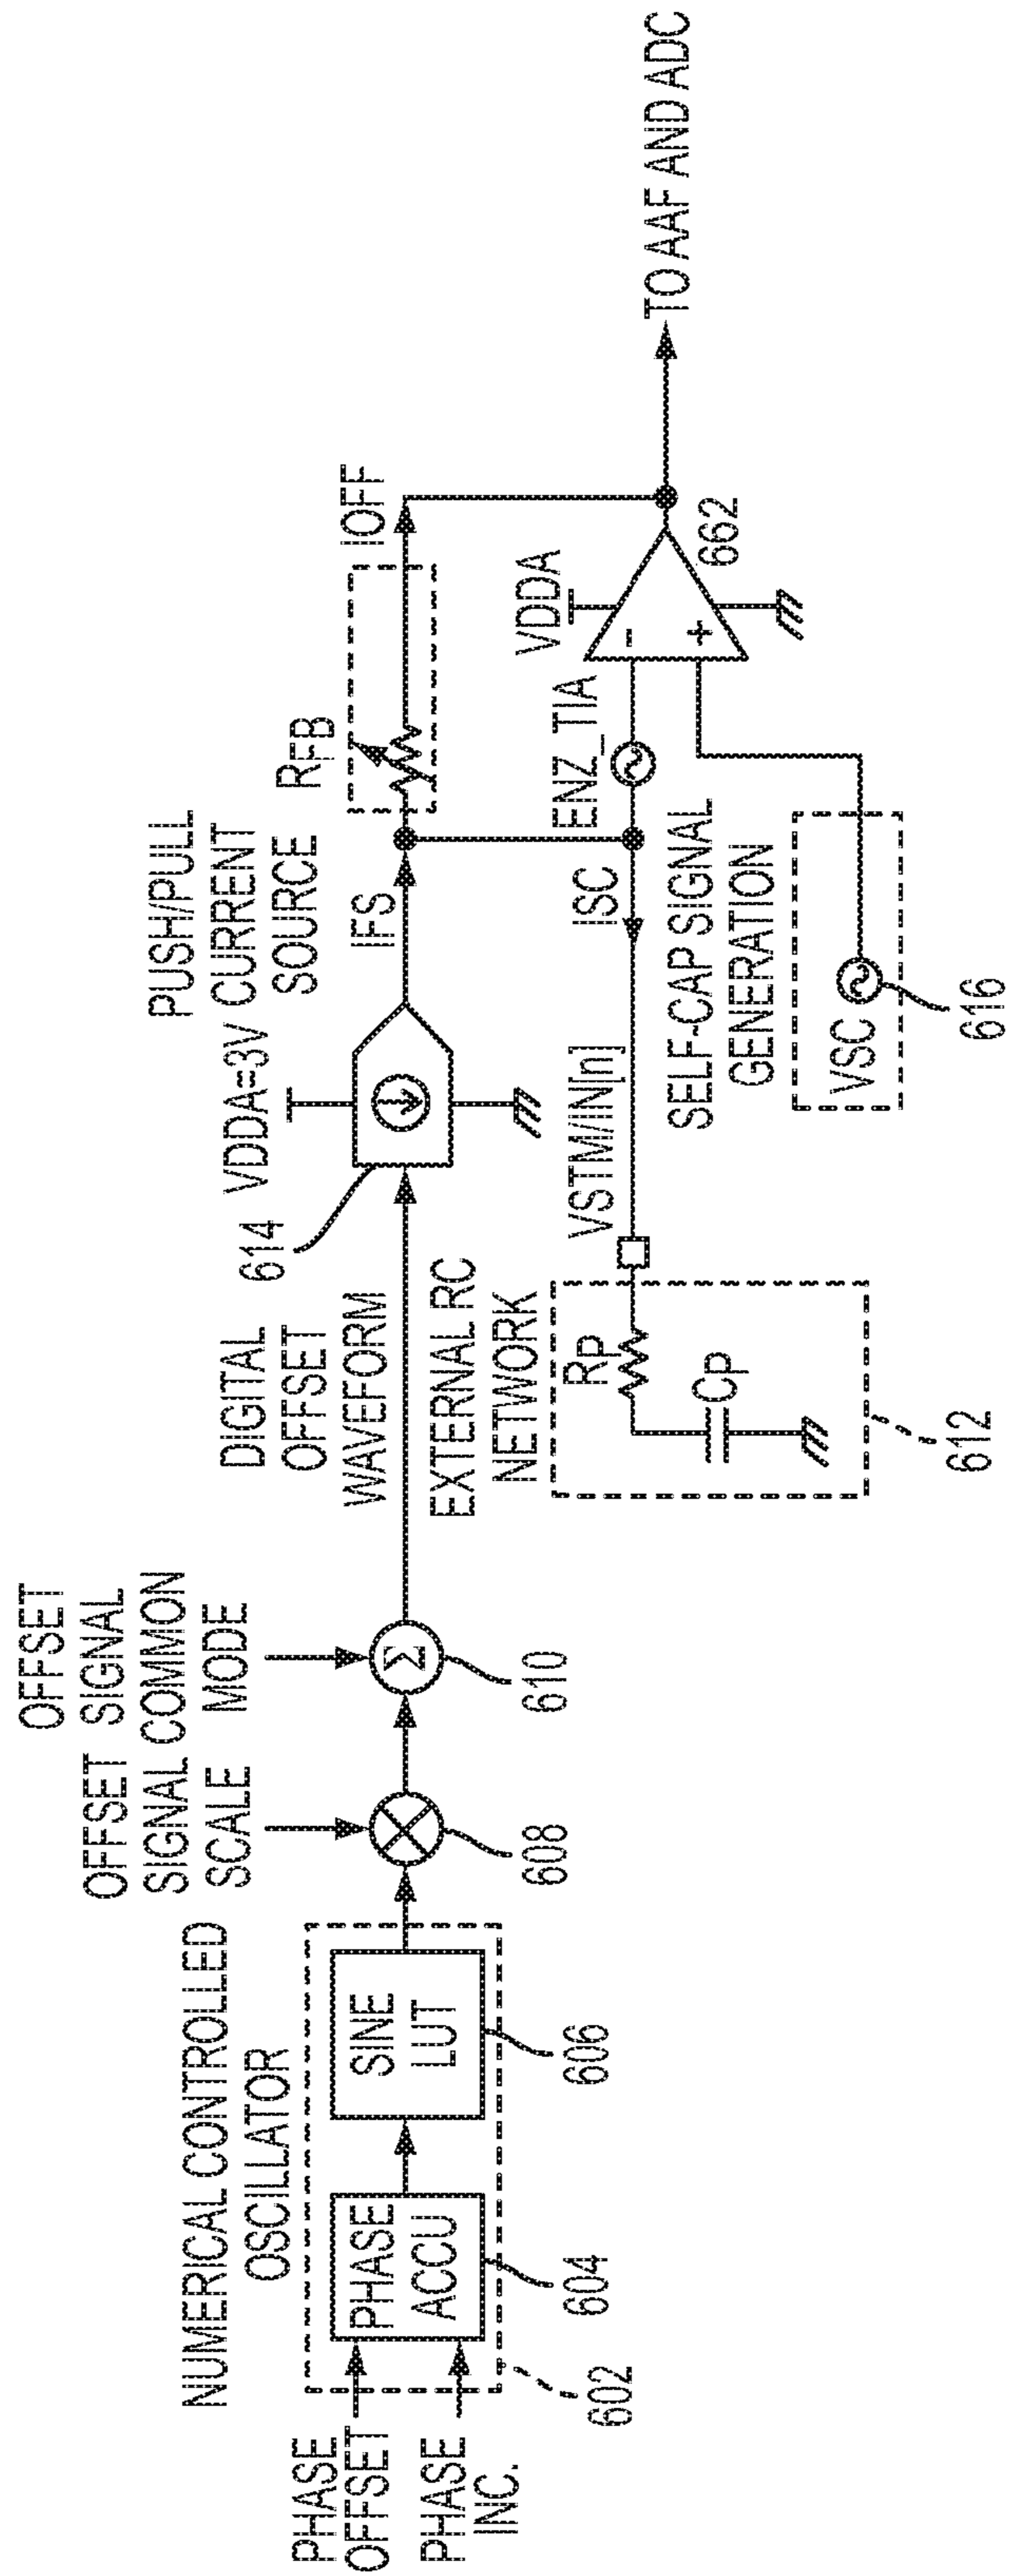 PHASE
OFFSET
PHASE
INC.
NUMERICAL CONTROLLED
OSCILLATOR
PHASE
ACCU
604
602
SINE
LUT
606
OFFSET
SIGNAL
SCALE
608
OFFSET
SIGNAL
COMMON
MODE
Σ
610
DIGITAL
OFFSET
WAVEFORM
EXTERNAL RC
NETWORK
RP
CP
612
614
VDDA=3V
PUSH/PULL
CURRENT
SOURCE
IFS
VSTM/IN[n]
ISC
SELF-CAP SIGNAL
GENERATION
VSC
616
RFB
IOFF
ENZ_TIA
VDDA
-
+
662
TO AAF AND ADC